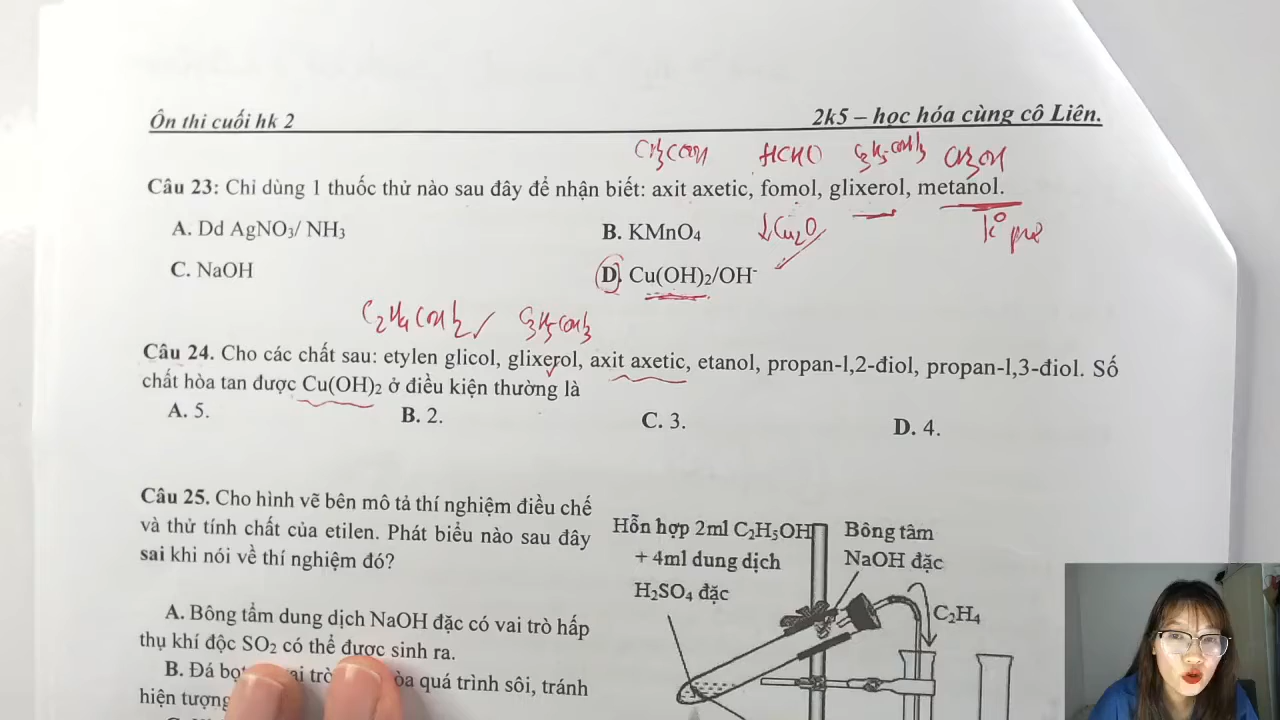 Ôn thi cuối hk 2
2k5 – học hóa cùng cô Liên.
CH3COOH HCHO C3H5(OH)3 CH3OH
Câu 23: Chỉ dùng 1 thuốc thử nào sau đây để nhận biết: axit axetic, fomol, glixerol, metanol.
A. Dd AgNO3/ NH3
B. KMnO4
↓Cu2O
C. NaOH
D. Cu(OH)2/OH-
C2H4(OH)2 C3H5(OH)3
Câu 24. Cho các chất sau: etylen glicol, glixerol, axit axetic, etanol, propan-l,2-điol, propan-l,3-điol. Số
chất hòa tan được Cu(OH)2 ở điều kiện thường là
A. 5.
B. 2.
C. 3.
D. 4.
Câu 25. Cho hình vẽ bên mô tả thí nghiệm điều chế
và thử tính chất của etilen. Phát biểu nào sau đây
sai khi nói về thí nghiệm đó?
A. Bông tẩm dung dịch NaOH đặc có vai trò hấp
thụ khí độc SO2 có thể được sinh ra.
B. Đá quá trình sôi, tránh
hiện tượng
Hỗn hợp 2ml C2H5OH
+ 4ml dung dịch
H2SO4 đặc
Bông tâm
NaOH đặc
C2H4